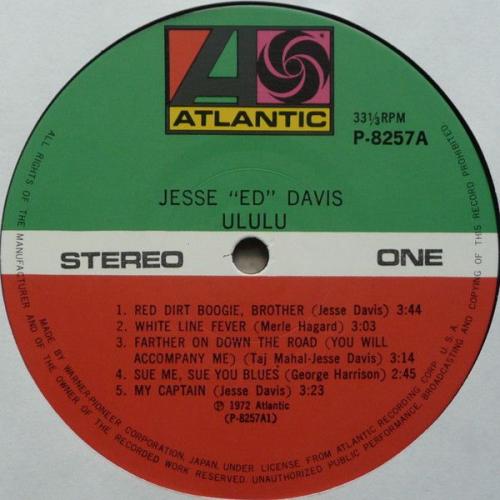 ATLANTIC
33⅓RPM
P-8257A
JESSE "ED" DAVIS
ULULU
STEREO
ONE
1. RED DIRT BOOGIE, BROTHER (Jesse Davis) 3:44
2. WHITE LINE FEVER (Merle Hagard) 3:03
3. FARTHER ON DOWN THE ROAD (YOU WILL
ACCOMPANY ME) (Taj Mahal-Jesse Davis) 3:14
4. SUE ME, SUE YOU BLUES (George Harrison) 2:45
5. MY CAPTAIN (Jesse Davis) 3:23
℗ 1972 Atlantic
(P-8257A1)
ALL RIGHTS OF THE MANUFACTURER AND OF THE OWNER OF THE RECORDED WORK RESERVED. UNAUTHORIZED PUBLIC PERFORMANCE, BROADCASTING AND COPYING OF THIS RECORD PROHIBITED.
MADE BY WARNER-PIONEER CORPORATION, JAPAN, UNDER LICENSE FROM ATLANTIC RECORDING CORP. U.S.A.